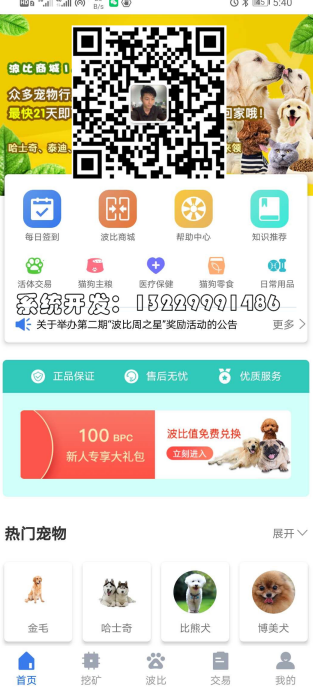 B/s
45
5:40
波比商城
众多宠物行
最快21天即
回家哦!
哈士奇、泰迪、
来领
每日签到
波比商城
帮助中心
知识推荐
活体交易
猫狗主粮
医疗保健
猫狗零食
日常用品
系统开发:13229991486
关于举办第二期“波比周之星”奖励活动的公告
更多 >
正品保证
售后无忧
优质服务
100 BPC
新人专享大礼包
波比值免费兑换
立刻进入
热门宠物
展开
金毛
哈士奇
比熊犬
博美犬
首页
挖矿
波比
交易
我的